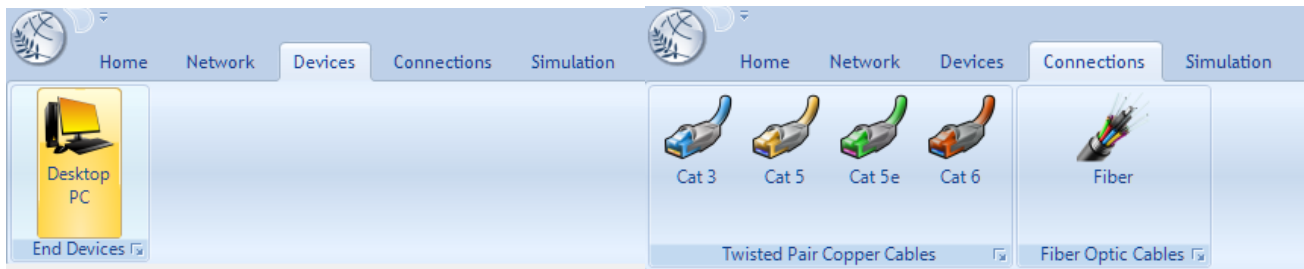 Home Network Devices Connections Simulation
Desktop
PC
End Devices
Home Network Devices Connections Simulation
Cat 3 Cat 5 Cat 5e Cat 6
Twisted Pair Copper Cables
Fiber
Fiber Optic Cables